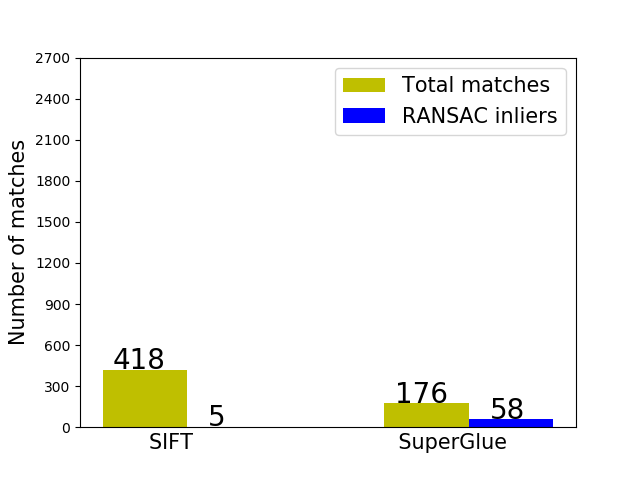 2700
2400
2100
1800
1500
1200
900
600
300
0
Number of matches
Total matches
RANSAC inliers
418
5
176
58
SIFT
SuperGlue